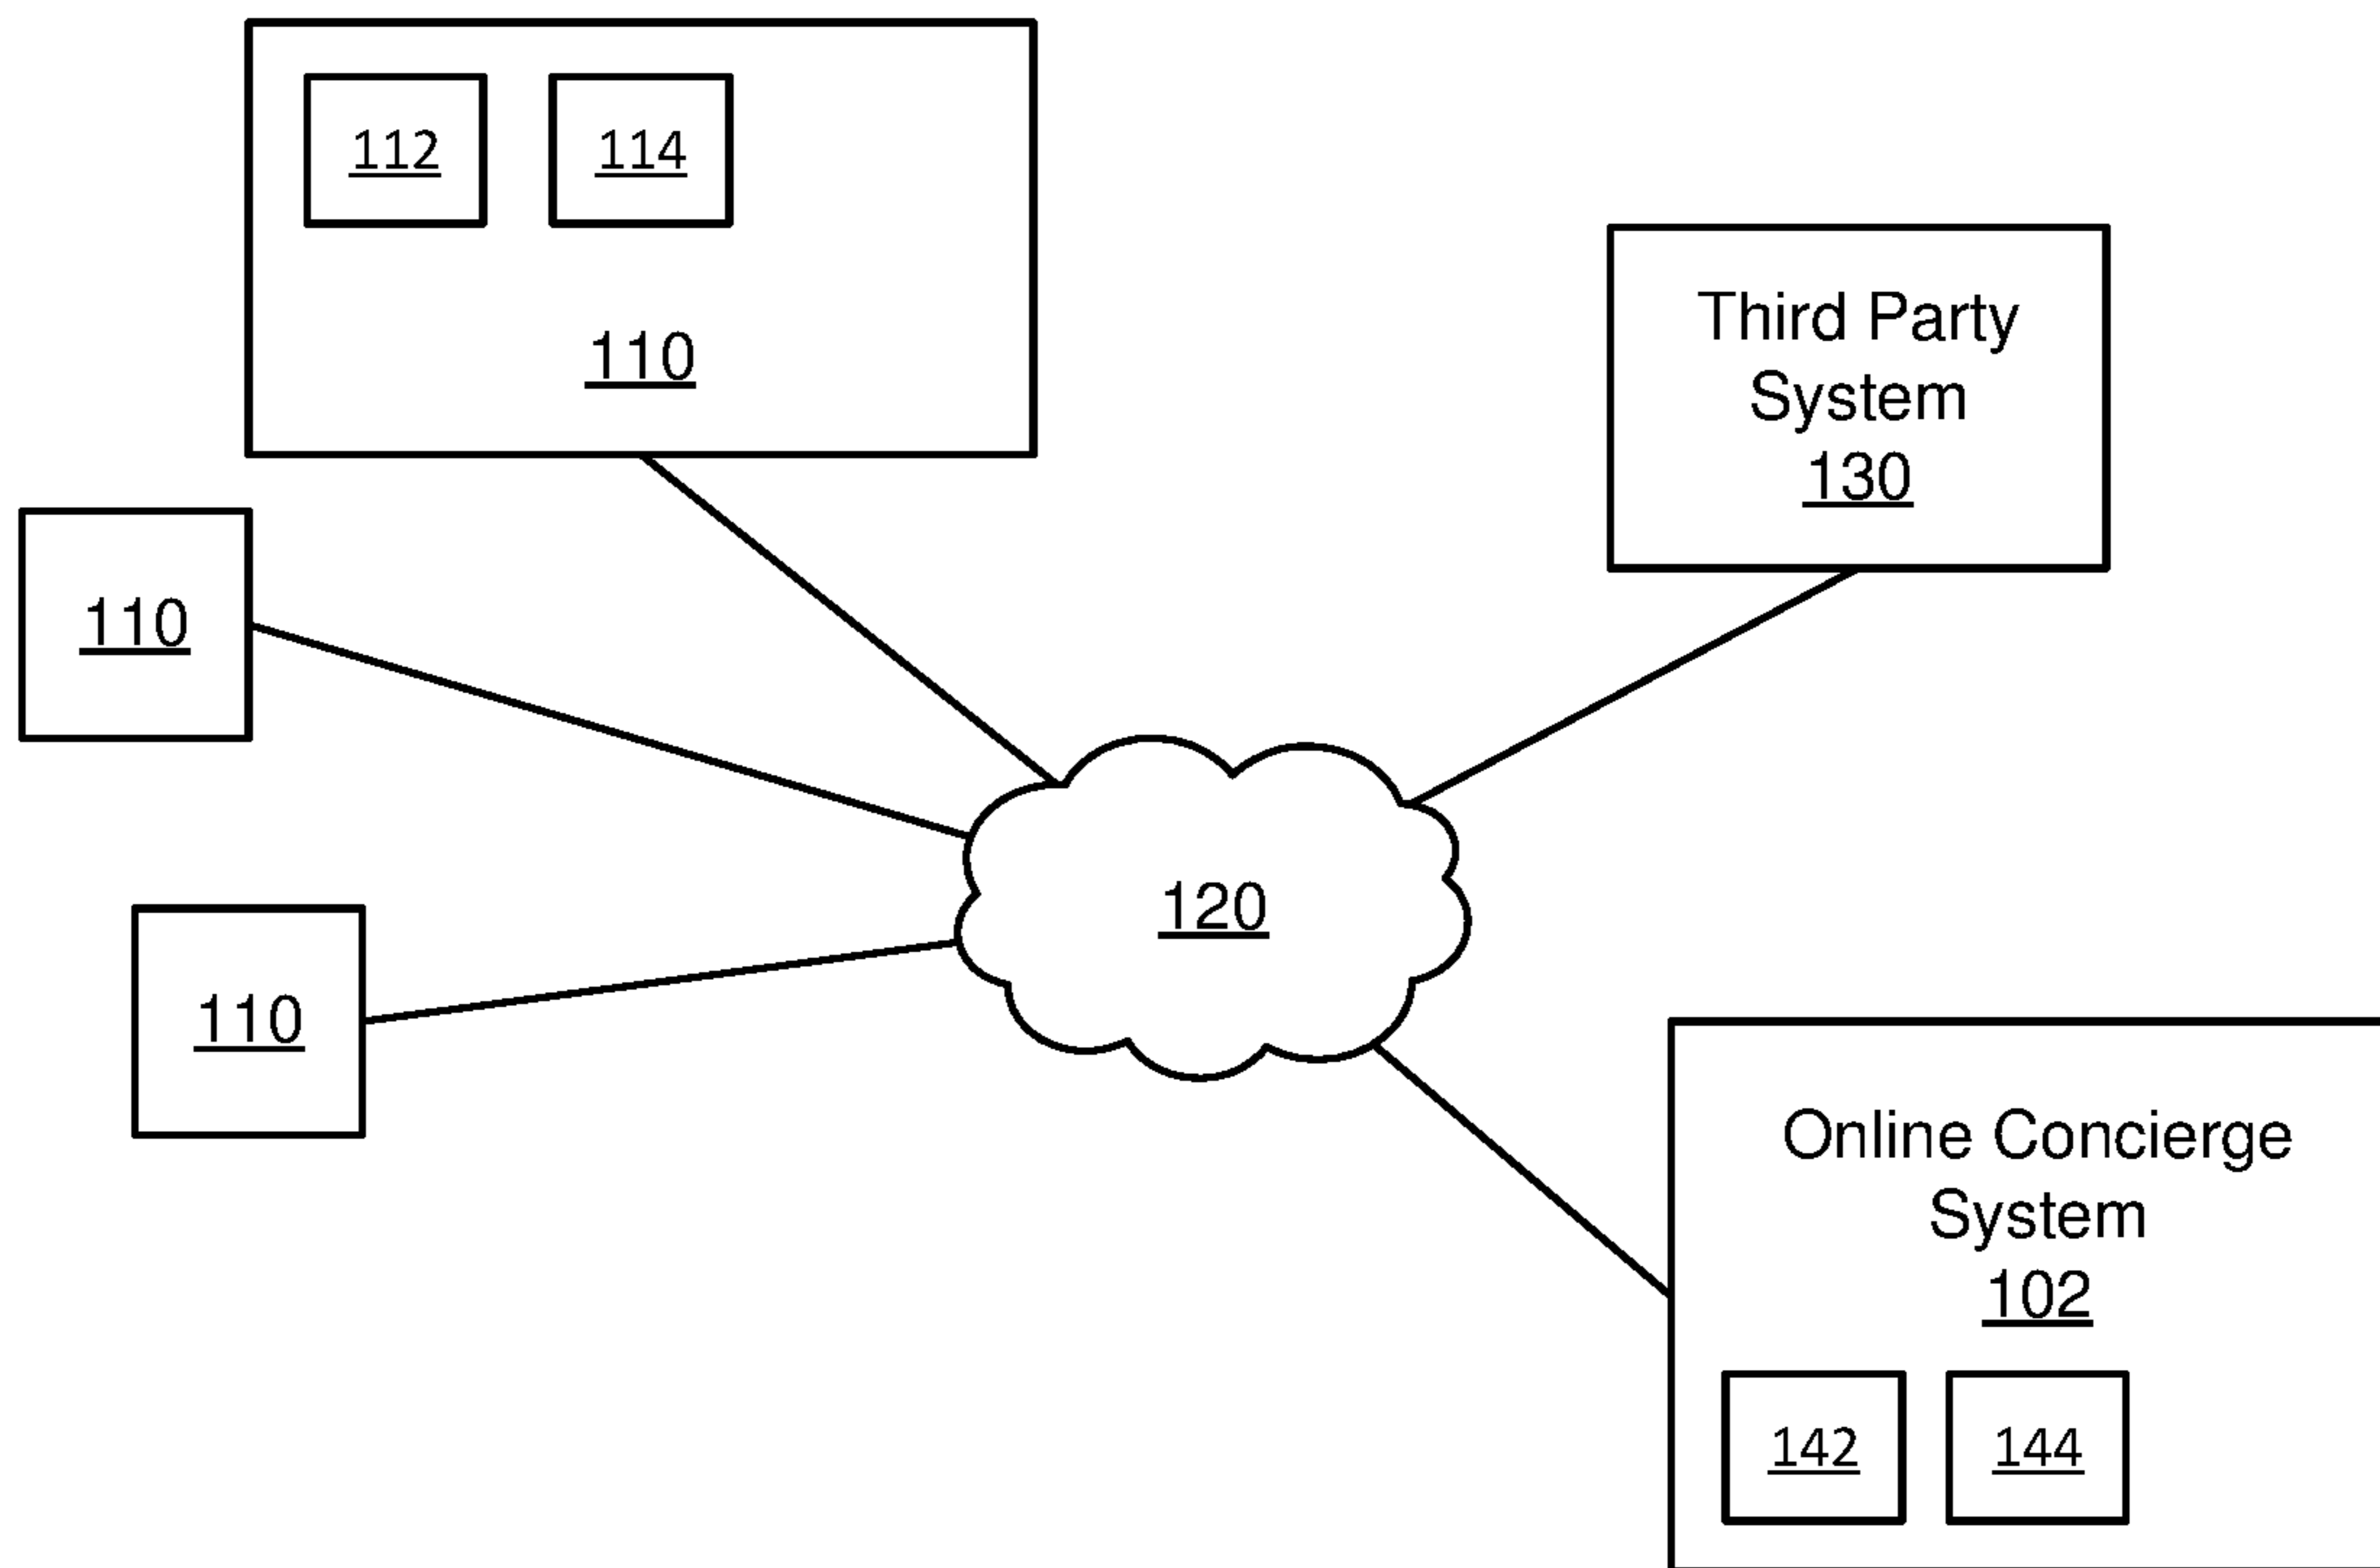 112
114
110
Third Party
System
130
110
120
110
Online Concierge
System
102
142
144